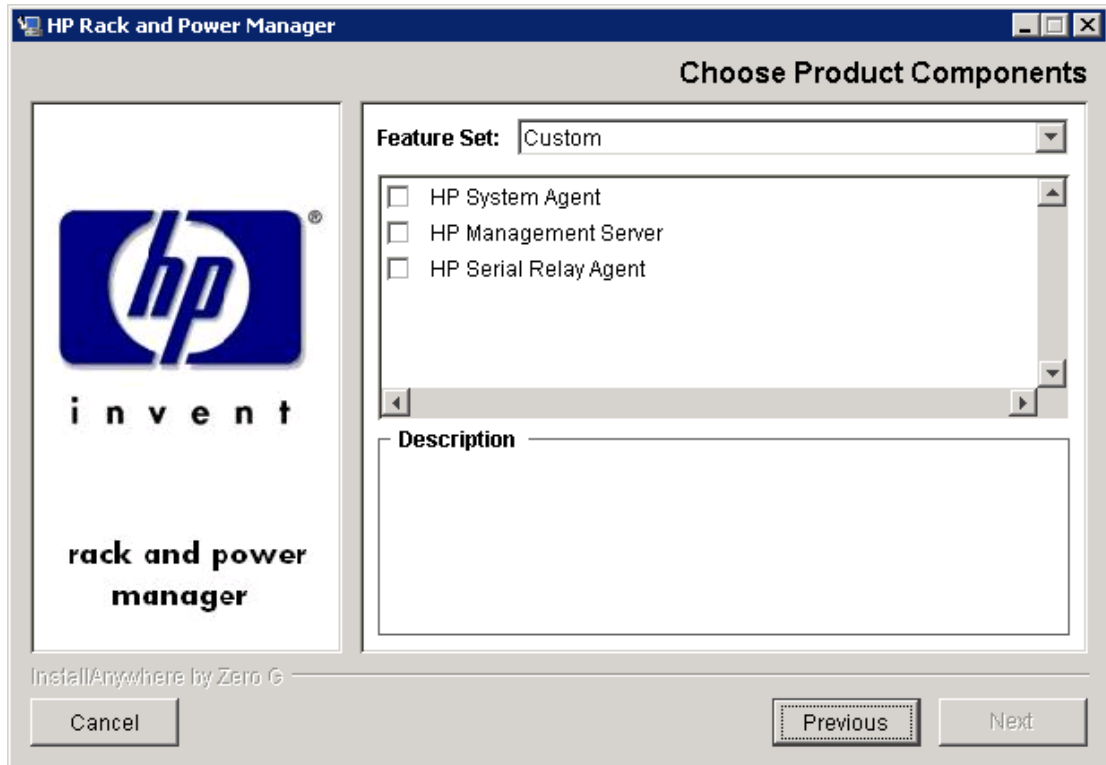 HP Rack and Power Manager
Choose Product Components
hp
®
invent
rack and power
manager
Feature Set: Custom
HP System Agent
HP Management Server
HP Serial Relay Agent
Description
InstallAnywhere by Zero G
Cancel
Previous
Next